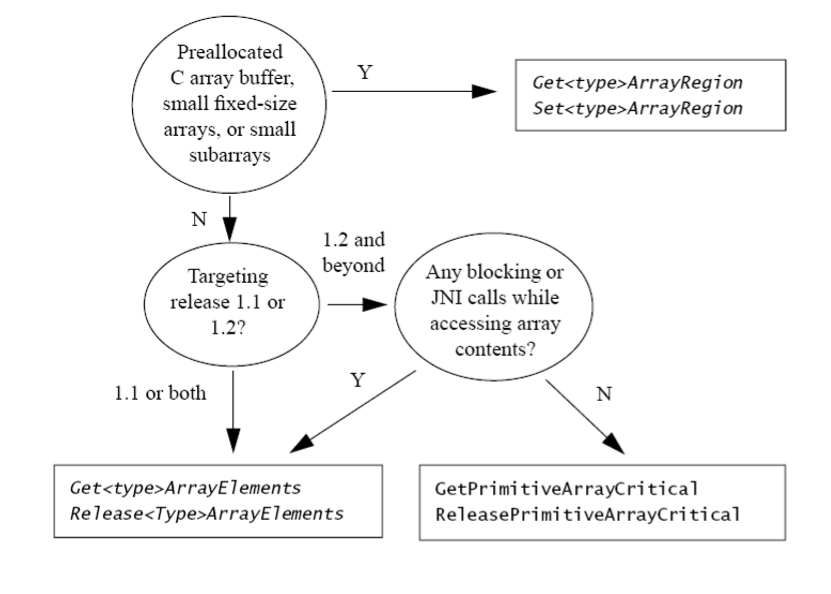 Preallocated
C array buffer,
small fixed-size
arrays, or small
subarrays
Y
Get<type>ArrayRegion
Set<type>ArrayRegion
N
Targeting
release 1.1 or
1.2?
1.2 and
beyond
Any blocking or
JNI calls while
accessing array
contents?
1.1 or both
Y
N
Get<type>ArrayElements
Release<Type>ArrayElements
GetPrimitiveArrayCritical
ReleasePrimitiveArrayCritical